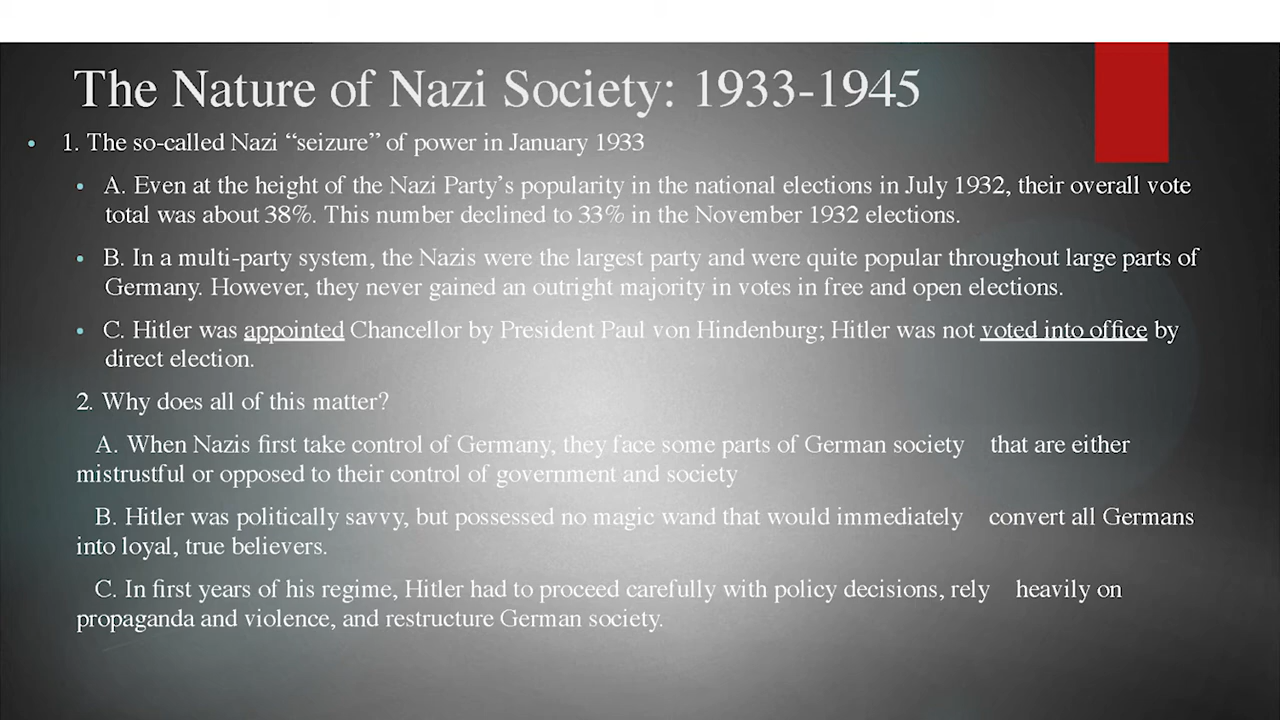 The Nature of Nazi Society: 1933-1945
• 1. The so-called Nazi “seizure” of power in January 1933
• A. Even at the height of the Nazi Party’s popularity in the national elections in July 1932, their overall vote
total was about 38%. This number declined to 33% in the November 1932 elections.
• B. In a multi-party system, the Nazis were the largest party and were quite popular throughout large parts of
Germany. However, they never gained an outright majority in votes in free and open elections.
• C. Hitler was appointed Chancellor by President Paul von Hindenburg; Hitler was not voted into office by
direct election.
2. Why does all of this matter?
A. When Nazis first take control of Germany, they face some parts of German society that are either
mistrustful or opposed to their control of government and society
B. Hitler was politically savvy, but possessed no magic wand that would immediately convert all Germans
into loyal, true believers.
C. In first years of his regime, Hitler had to proceed carefully with policy decisions, rely heavily on
propaganda and violence, and restructure German society.